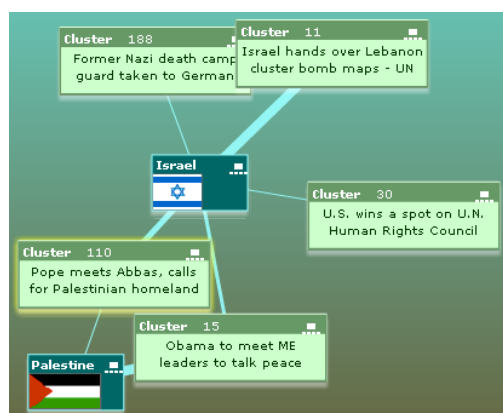 Cluster 188
Former Nazi death camp
guard taken to German
Cluster 11
Israel hands over Lebanon
cluster bomb maps - UN
Israel
Cluster 30
U.S. wins a spot on U.N.
Human Rights Council
Cluster 110
Pope meets Abbas, calls
for Palestinian homeland
Cluster 15
Obama to meet ME
leaders to talk peace
Palestine